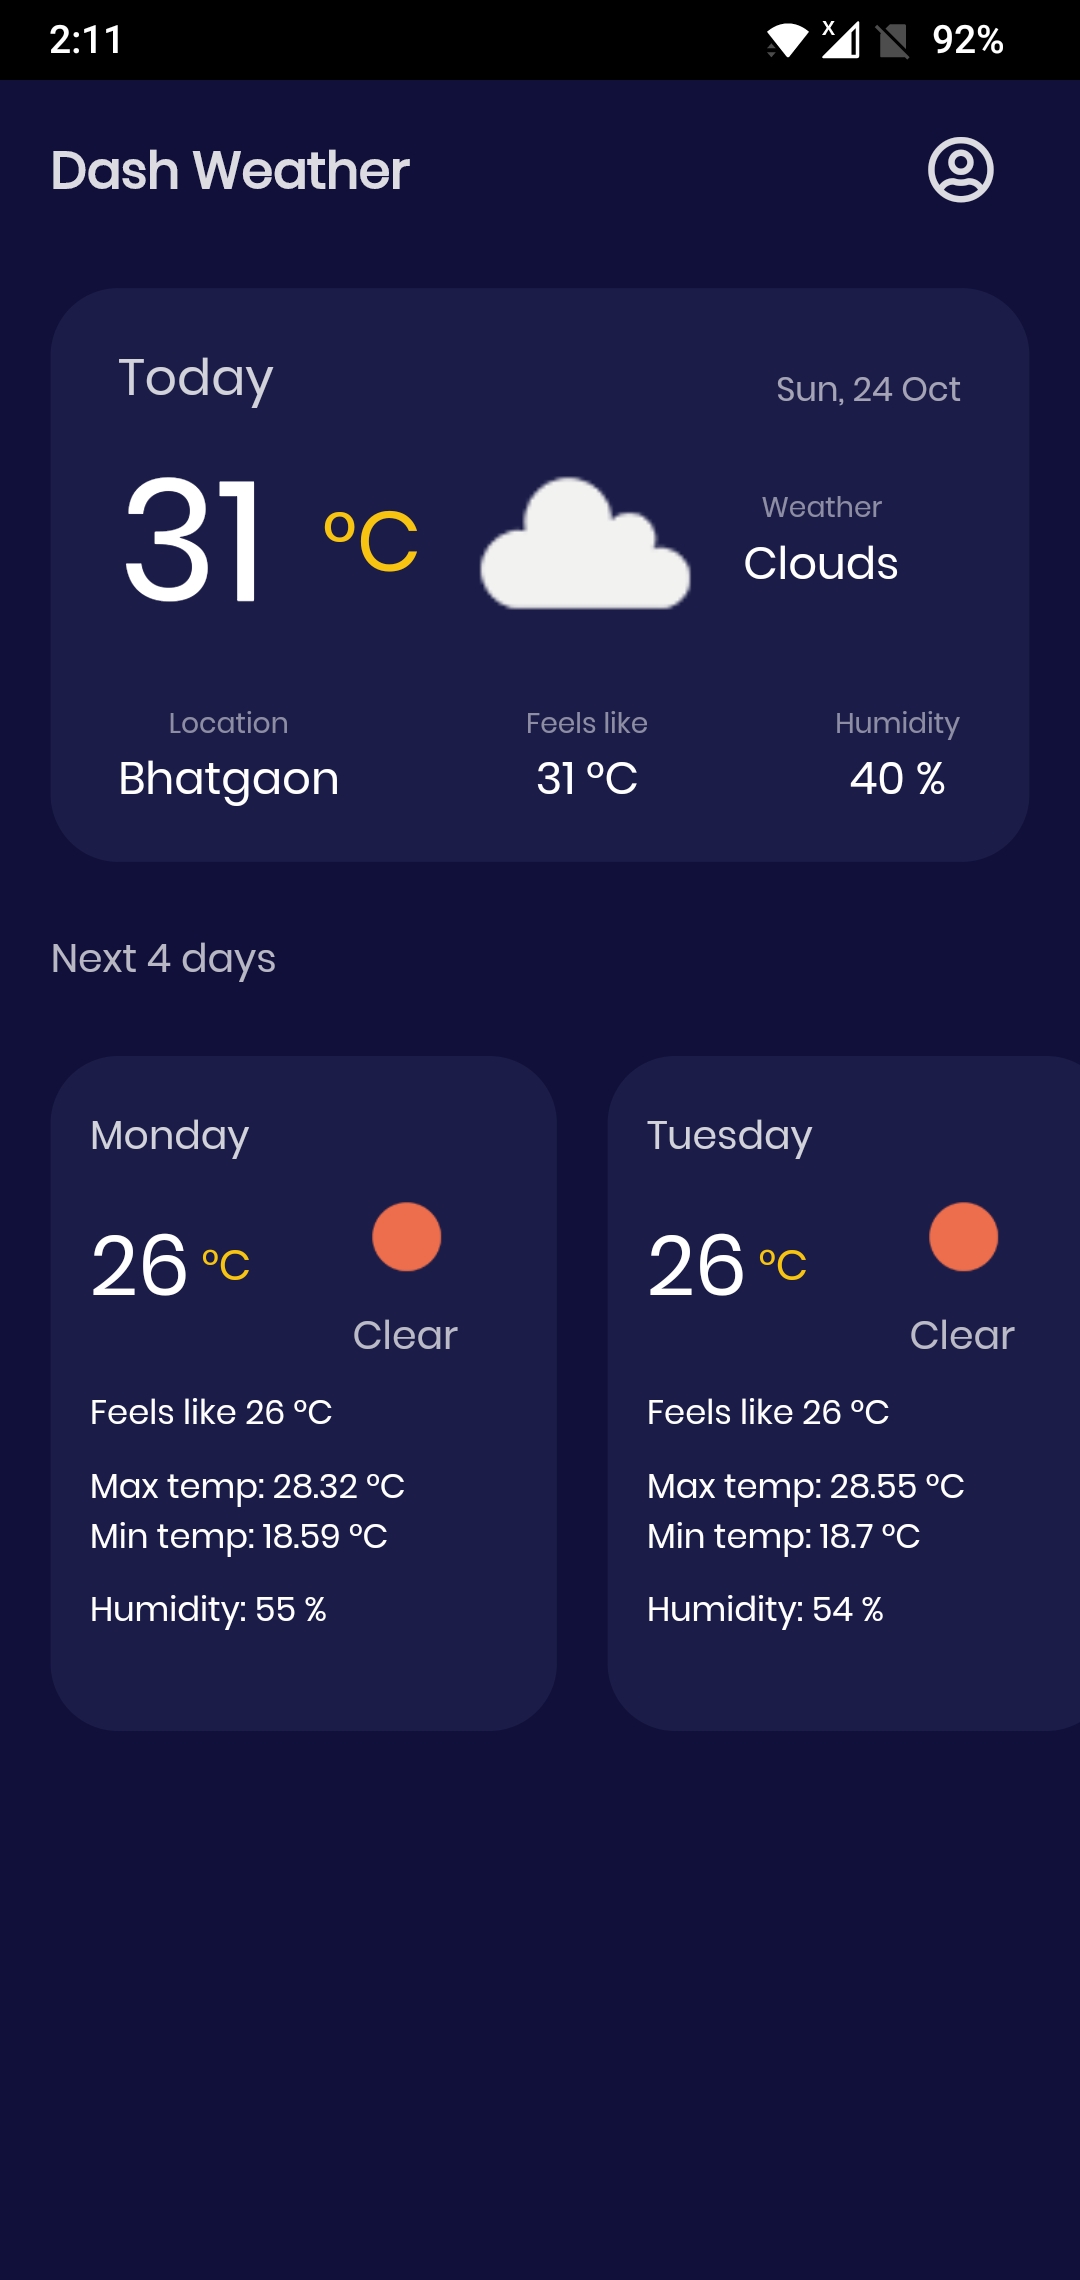 2:11
X
92%
Dash Weather
Today
Sun, 24 Oct
31 °C
Weather
Clouds
Location
Bhatgaon
Feels like
31 °C
Humidity
40 %
Next 4 days
Monday
26 °C
Clear
Feels like 26 °C
Max temp: 28.32 °C
Min temp: 18.59 °C
Humidity: 55 %
Tuesday
26 °C
Clear
Feels like 26 °C
Max temp: 28.55 °C
Min temp: 18.7 °C
Humidity: 54 %